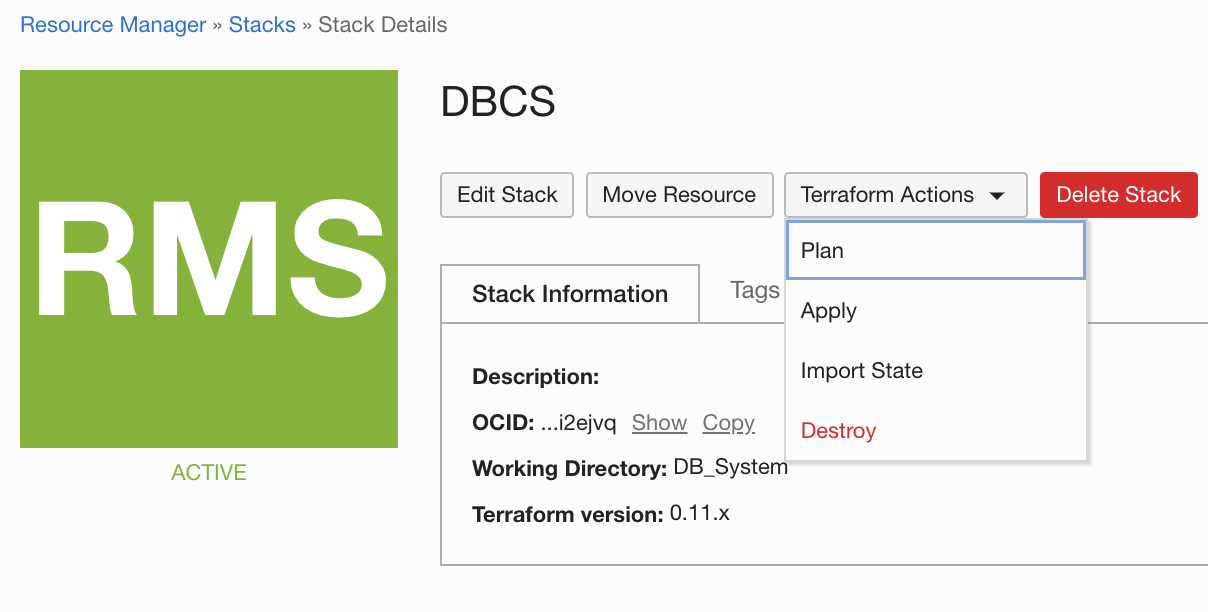 Resource Manager » Stacks » Stack Details
RMS
ACTIVE
DBCS
Edit Stack
Move Resource
Terraform Actions
Delete Stack
Plan
Apply
Import State
Destroy
Stack Information
Tags
Description:
OCID: ...i2ejvq Show Copy
Working Directory: DB_System
Terraform version: 0.11.x